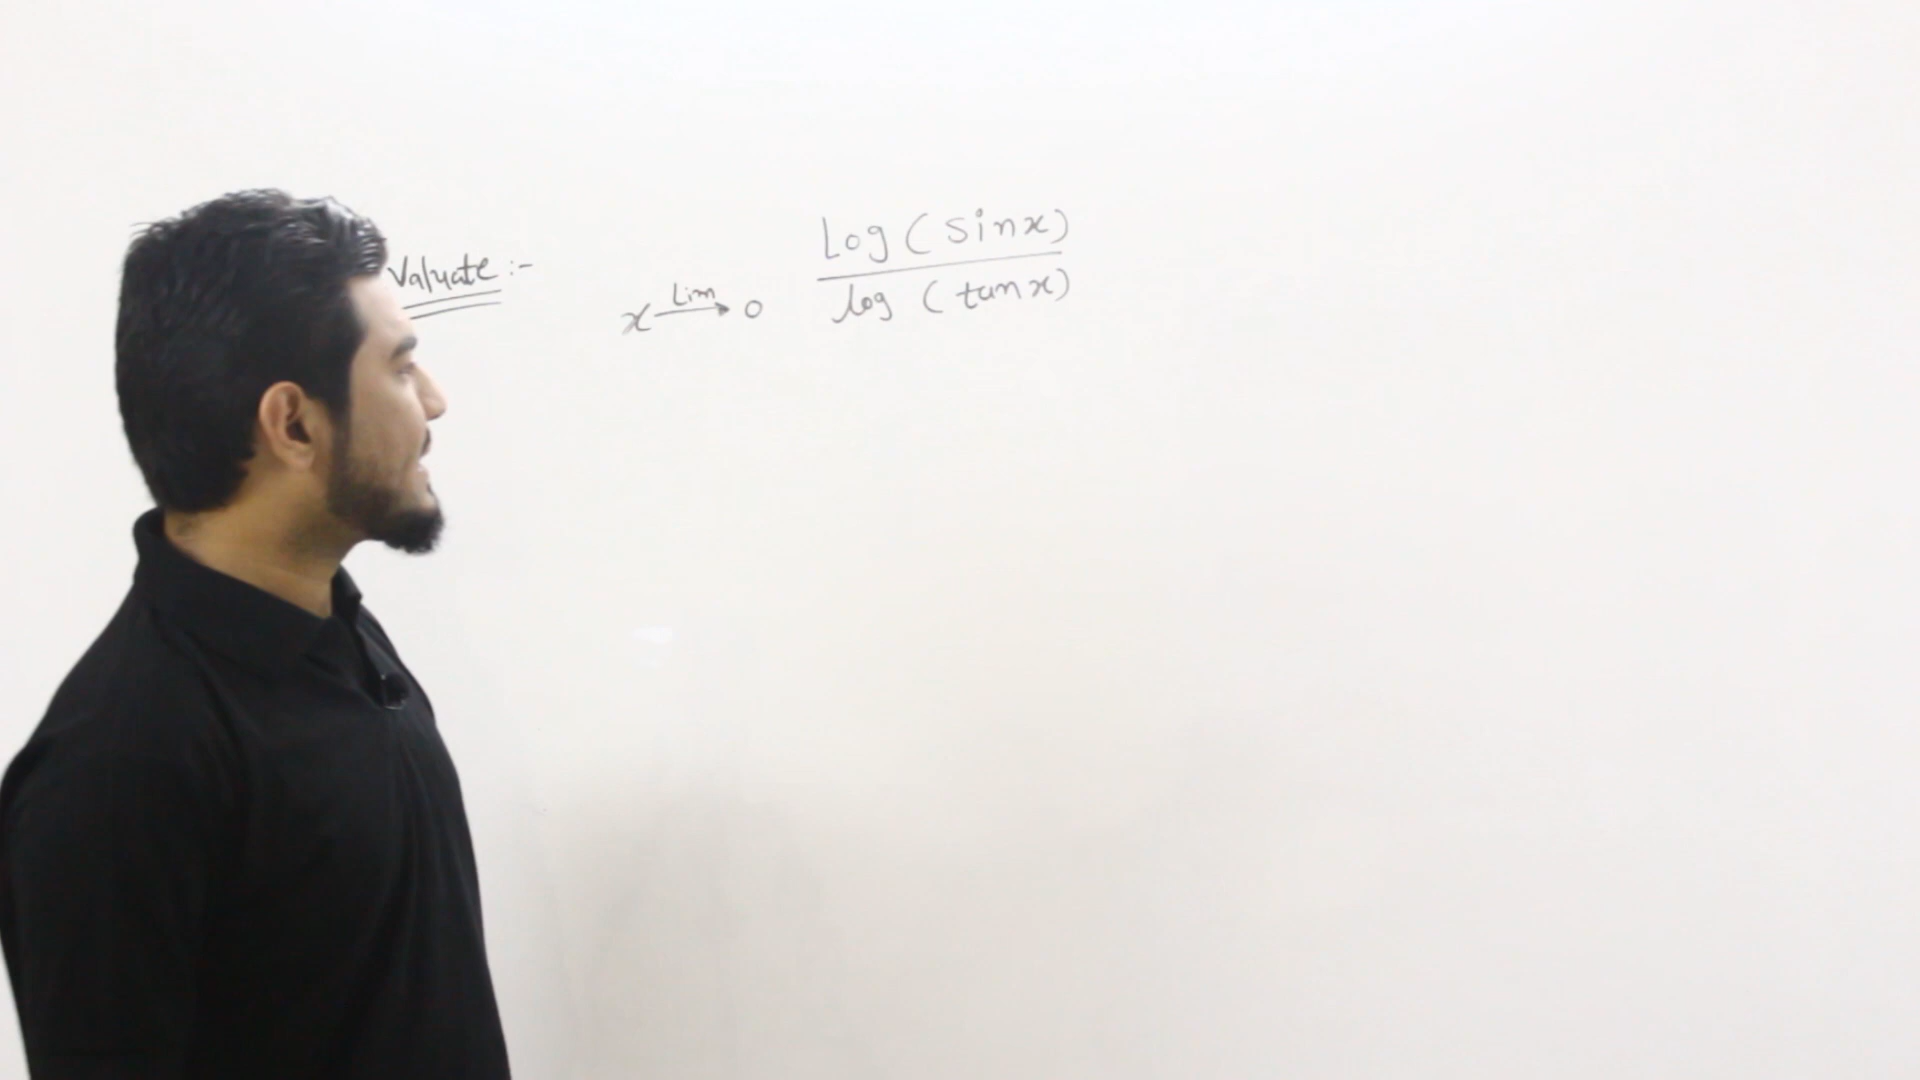 Valuate :-
Lim x → 0 Log ( Sinx) / log ( tanx)